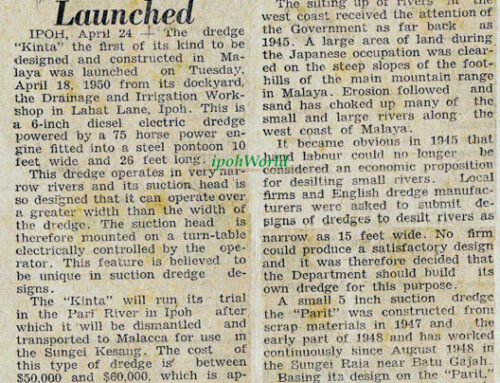 Launched
IPOH, April 24 — The dredge
"Kinta" the first of its kind to be
designed and constructed in Ma-
laya was launched on Tuesday,
April 18, 1950 from its dockyard,
the Drainage and Irrigation Work-
shop in Lahat Lane, Ipoh. This is
a 6-inch diesel electric dredge
powered by a 75 horse power en-
gine fitted into a steel pontoon 10
feet wide and 26 feet long.
This dredge operates in very nar-
row rivers and its suction head is
so designed that it can operate over
a greater width than the width of
the dredge. The suction head is
therefore mounted on a turn-table
electrically controlled by the ope-
rator. This feature is believed to
be unique in suction dredge de-
signs.
The "Kinta" will run its trial
in the Pari River in Ipoh after
which it will be dismantled and
transported to Malacca for use in
the Sungei Kesang. The cost of
this type of dredge is between
$50,000 and $60,000, which is ap-
The silting up of rivers in the
west coast received the attention of
the Government as far back as
1945. A large area of land during
the Japanese occupation was clear-
ed on the steep slopes of the foot-
hills of the main mountain range
in Malaya. Erosion followed and
sand has choked up many of the
small and large rivers along the
west coast of Malaya.
It became obvious in 1945 that
hand labour could no longer be
considered an economic proposition
for desilting small rivers. Local
firms and English dredge manufac-
turers were asked to submit de-
signs of dredges to desilt rivers as
narrow as 15 feet wide. No firm
could produce a satisfactory design
and it was therefore decided that
the Department should build its
own dredge for this purpose.
A small 5 inch suction dredge
the "Parit" was constructed from
scrap materials in 1947 and the
early part of 1948 and has worked
continuously since August 1948 in
the Sungei Raia near Batu Gajah.
Basing its design on the "Parit,"
ipohWorld